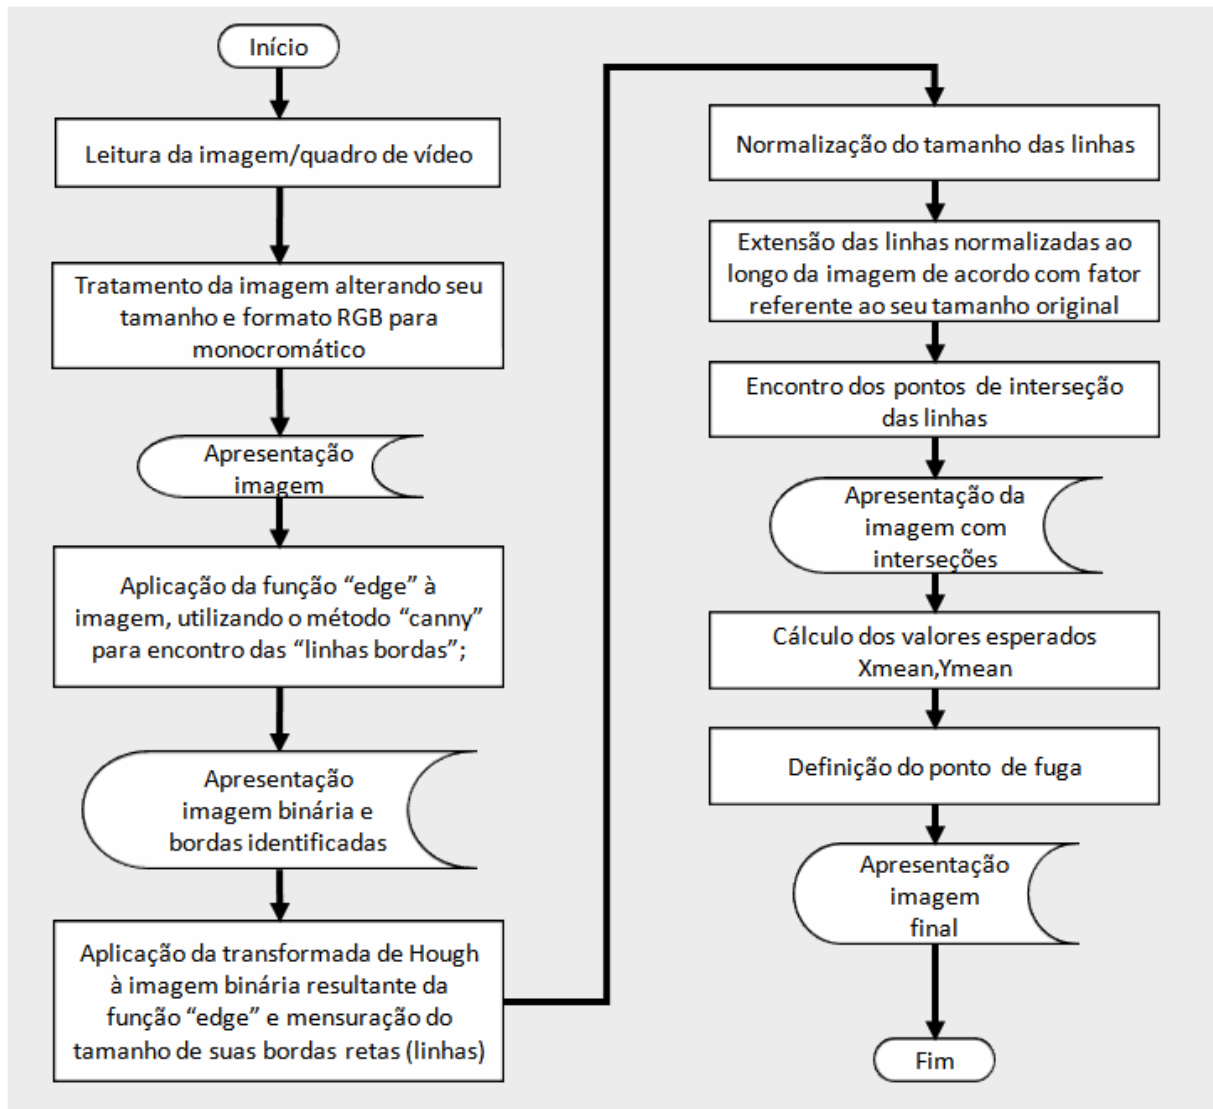 Início
Leitura da imagem/quadro de vídeo
Tratamento da imagem alterando seu
tamanho e formato RGB para
monocromático
Apresentação
imagem
Aplicação da função “edge” à
imagem, utilizando o método “canny”
para encontro das “linhas bordas”;
Apresentação
imagem binária e
bordas identificadas
Aplicação da transformada de Hough
à imagem binária resultante da
função “edge” e mensuração do
tamanho de suas bordas retas (linhas)
Normalização do tamanho das linhas
Extensão das linhas normalizadas ao
longo da imagem de acordo com fator
referente ao seu tamanho original
Encontro dos pontos de interseção
das linhas
Apresentação da
imagem com
interseções
Cálculo dos valores esperados
Xmean,Ymean
Definição do ponto de fuga
Apresentação
imagem
final
Fim